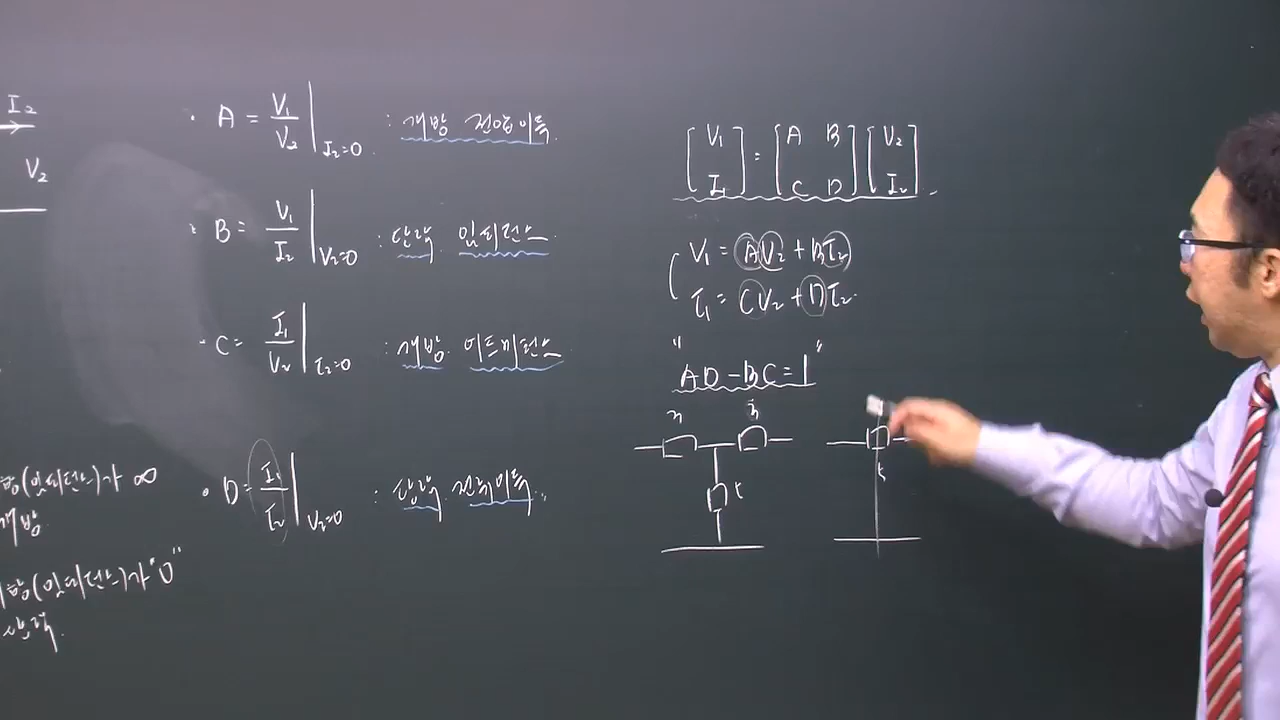 I₂
V₂
· A = V₁/V₂ | I₂=0 : 개방 전압이득
· B = V₁/I₂ | V₂=0 : 단락 임피던스
· C = I₁/V₂ | I₂=0 : 개방 어드미턴스
· D = I₁/I₂ | V₂=0 : 단락 전류이득
(임피던스)가 ∞
개방
(임피던스)가 "0"
단락.
[V₁ I₁] = [A B C D] [V₂ I₂]
V₁ = AV₂ + BI₂
I₁ = CV₂ + DI₂
"AD - BC = 1"